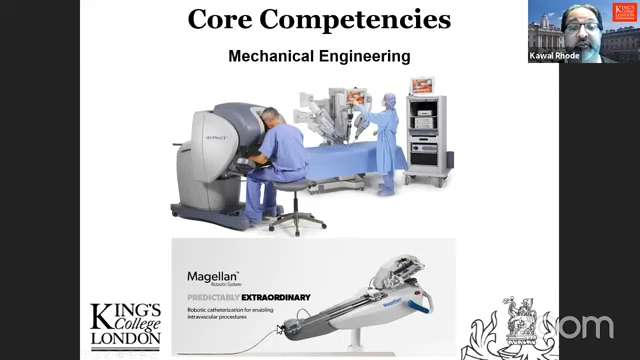 Core Competencies
Mechanical Engineering
KING'S
College
LONDON
Kawal Rhode
Magellan™
Robotic System
PREDICTABLY EXTRAORDINARY
Robotic catheterization for enabling
intravascular procedures
Magellan
KING'S
College
LONDON
zoom